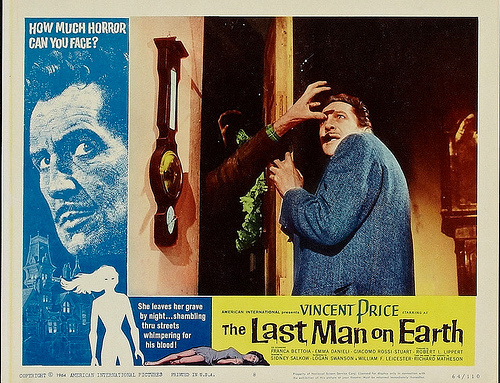 HOW MUCH HORROR
CAN YOU FACE?
She leaves her grave
by night...shambling
thru streets
whimpering for
his blood!
AMERICAN INTERNATIONAL presents VINCENT PRICE STARRING AS
The Last Man on Earth
FRANCA BETTOIA · EMMA DANIELI · GIACOMO ROSSI-STUART · ROBERT L. LIPPERT
SIDNEY SALKOW · LOGAN SWANSON & WILLIAM F. LEICESTER · RICHARD MATHESON
COPYRIGHT © 1964 AMERICAN INTERNATIONAL PICTURES PRINTED IN U.S.A.
64/110